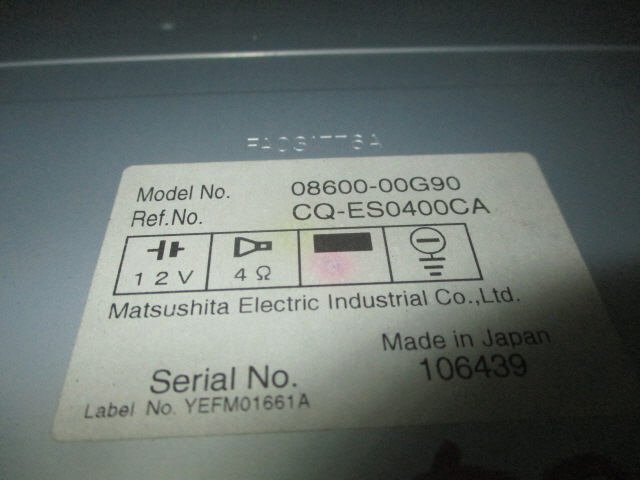 Model No. 08600-00G90
Ref.No. CQ-ES0400CA
12V 4Ω
Matsushita Electric Industrial Co.,Ltd.
Made in Japan
Serial No. 106439
Label No. YEFM01661A